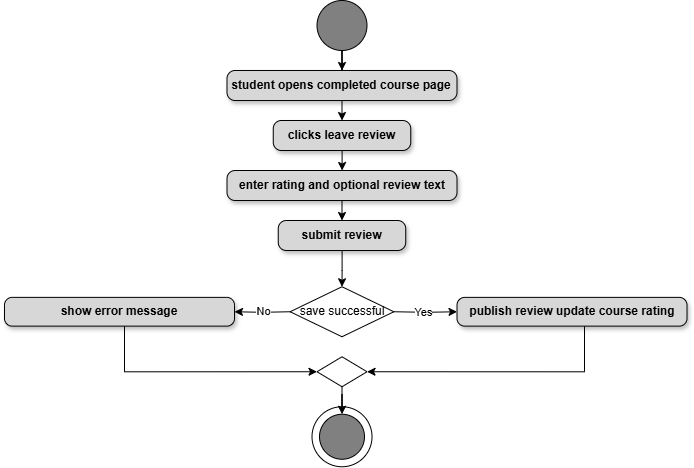 student opens completed course page
clicks leave review
enter rating and optional review text
submit review
show error message
No
save successful
Yes
publish review update course rating